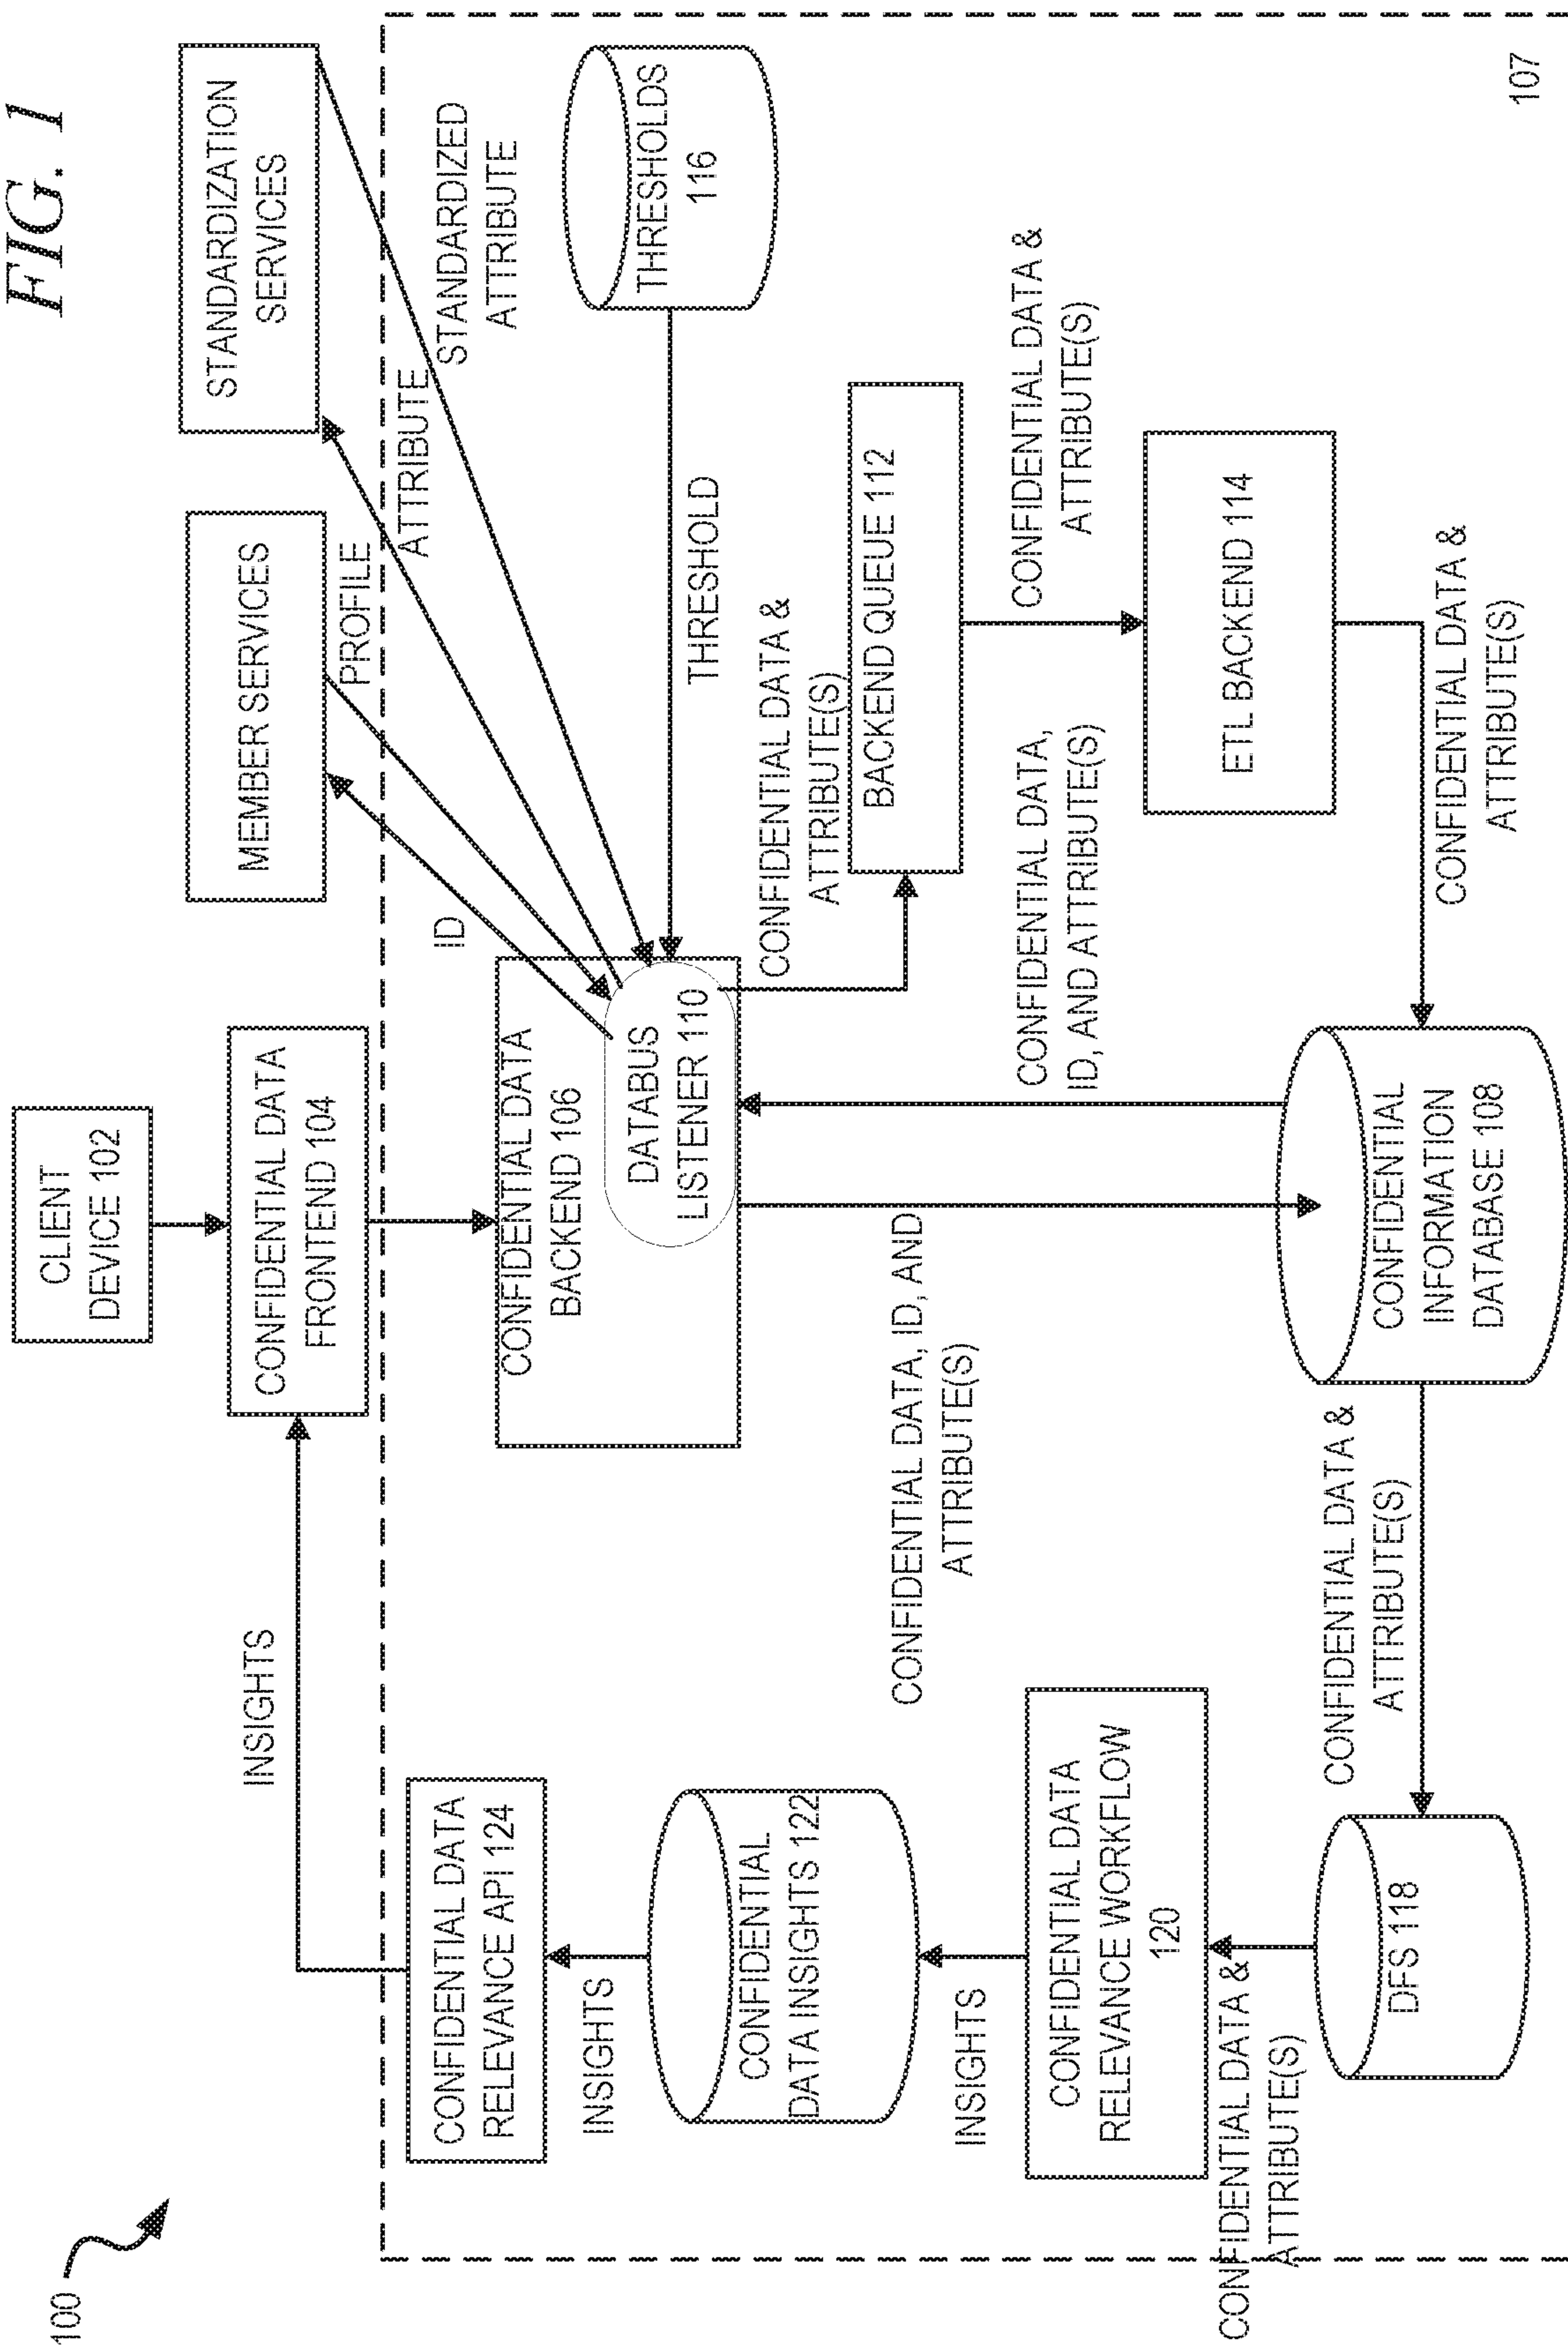 FIG. 1
100
CLIENT
DEVICE 102
CONFIDENTIAL DATA
FRONTEND 104
MEMBER SERVICES
STANDARDIZATION
SERVICES
INSIGHTS
ID
PROFILE
ATTRIBUTE
STANDARDIZED
ATTRIBUTE
CONFIDENTIAL DATA
RELEVANCE API 124
CONFIDENTIAL DATA
BACKEND 106
DATABUS
LISTENER 110
THRESHOLD
THRESHOLDS
116
INSIGHTS
CONFIDENTIAL
DATA INSIGHTS 122
CONFIDENTIAL DATA &
ATTRIBUTE(S)
BACKEND QUEUE 112
CONFIDENTIAL DATA, ID, AND
ATTRIBUTE(S)
CONFIDENTIAL DATA,
ID, AND ATTRIBUTE(S)
CONFIDENTIAL DATA &
ATTRIBUTE(S)
INSIGHTS
CONFIDENTIAL DATA
RELEVANCE WORKFLOW
120
ETL BACKEND 114
CONFIDENTIAL DATA &
ATTRIBUTE(S)
DFS 118
CONFIDENTIAL DATA &
ATTRIBUTE(S)
CONFIDENTIAL
INFORMATION
DATABASE 108
CONFIDENTIAL DATA &
ATTRIBUTE(S)
107